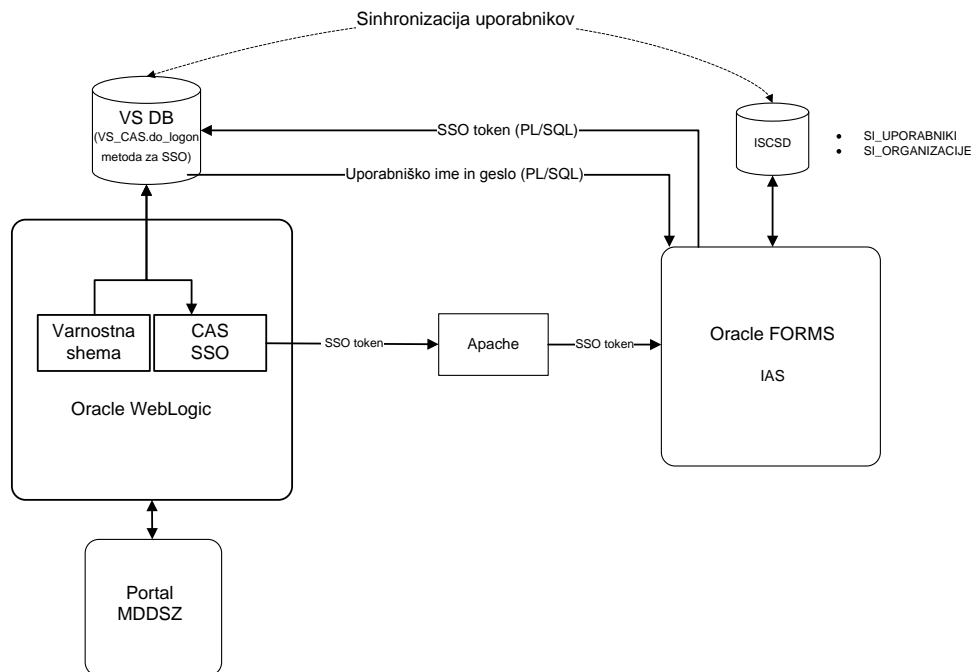 Sinhronizacija uporabnikov
VS DB
(VS_CAS.do_logon
metoda za SSO)
SSO token (PL/SQL)
ISCSD
• SI_UPORABNIKI
• SI_ORGANIZACIJE
Uporabniško ime in geslo (PL/SQL)
Varnostna
shema
CAS
SSO
SSO token
Apache
SSO token
Oracle FORMS
IAS
Oracle WebLogic
Portal
MDDSZ